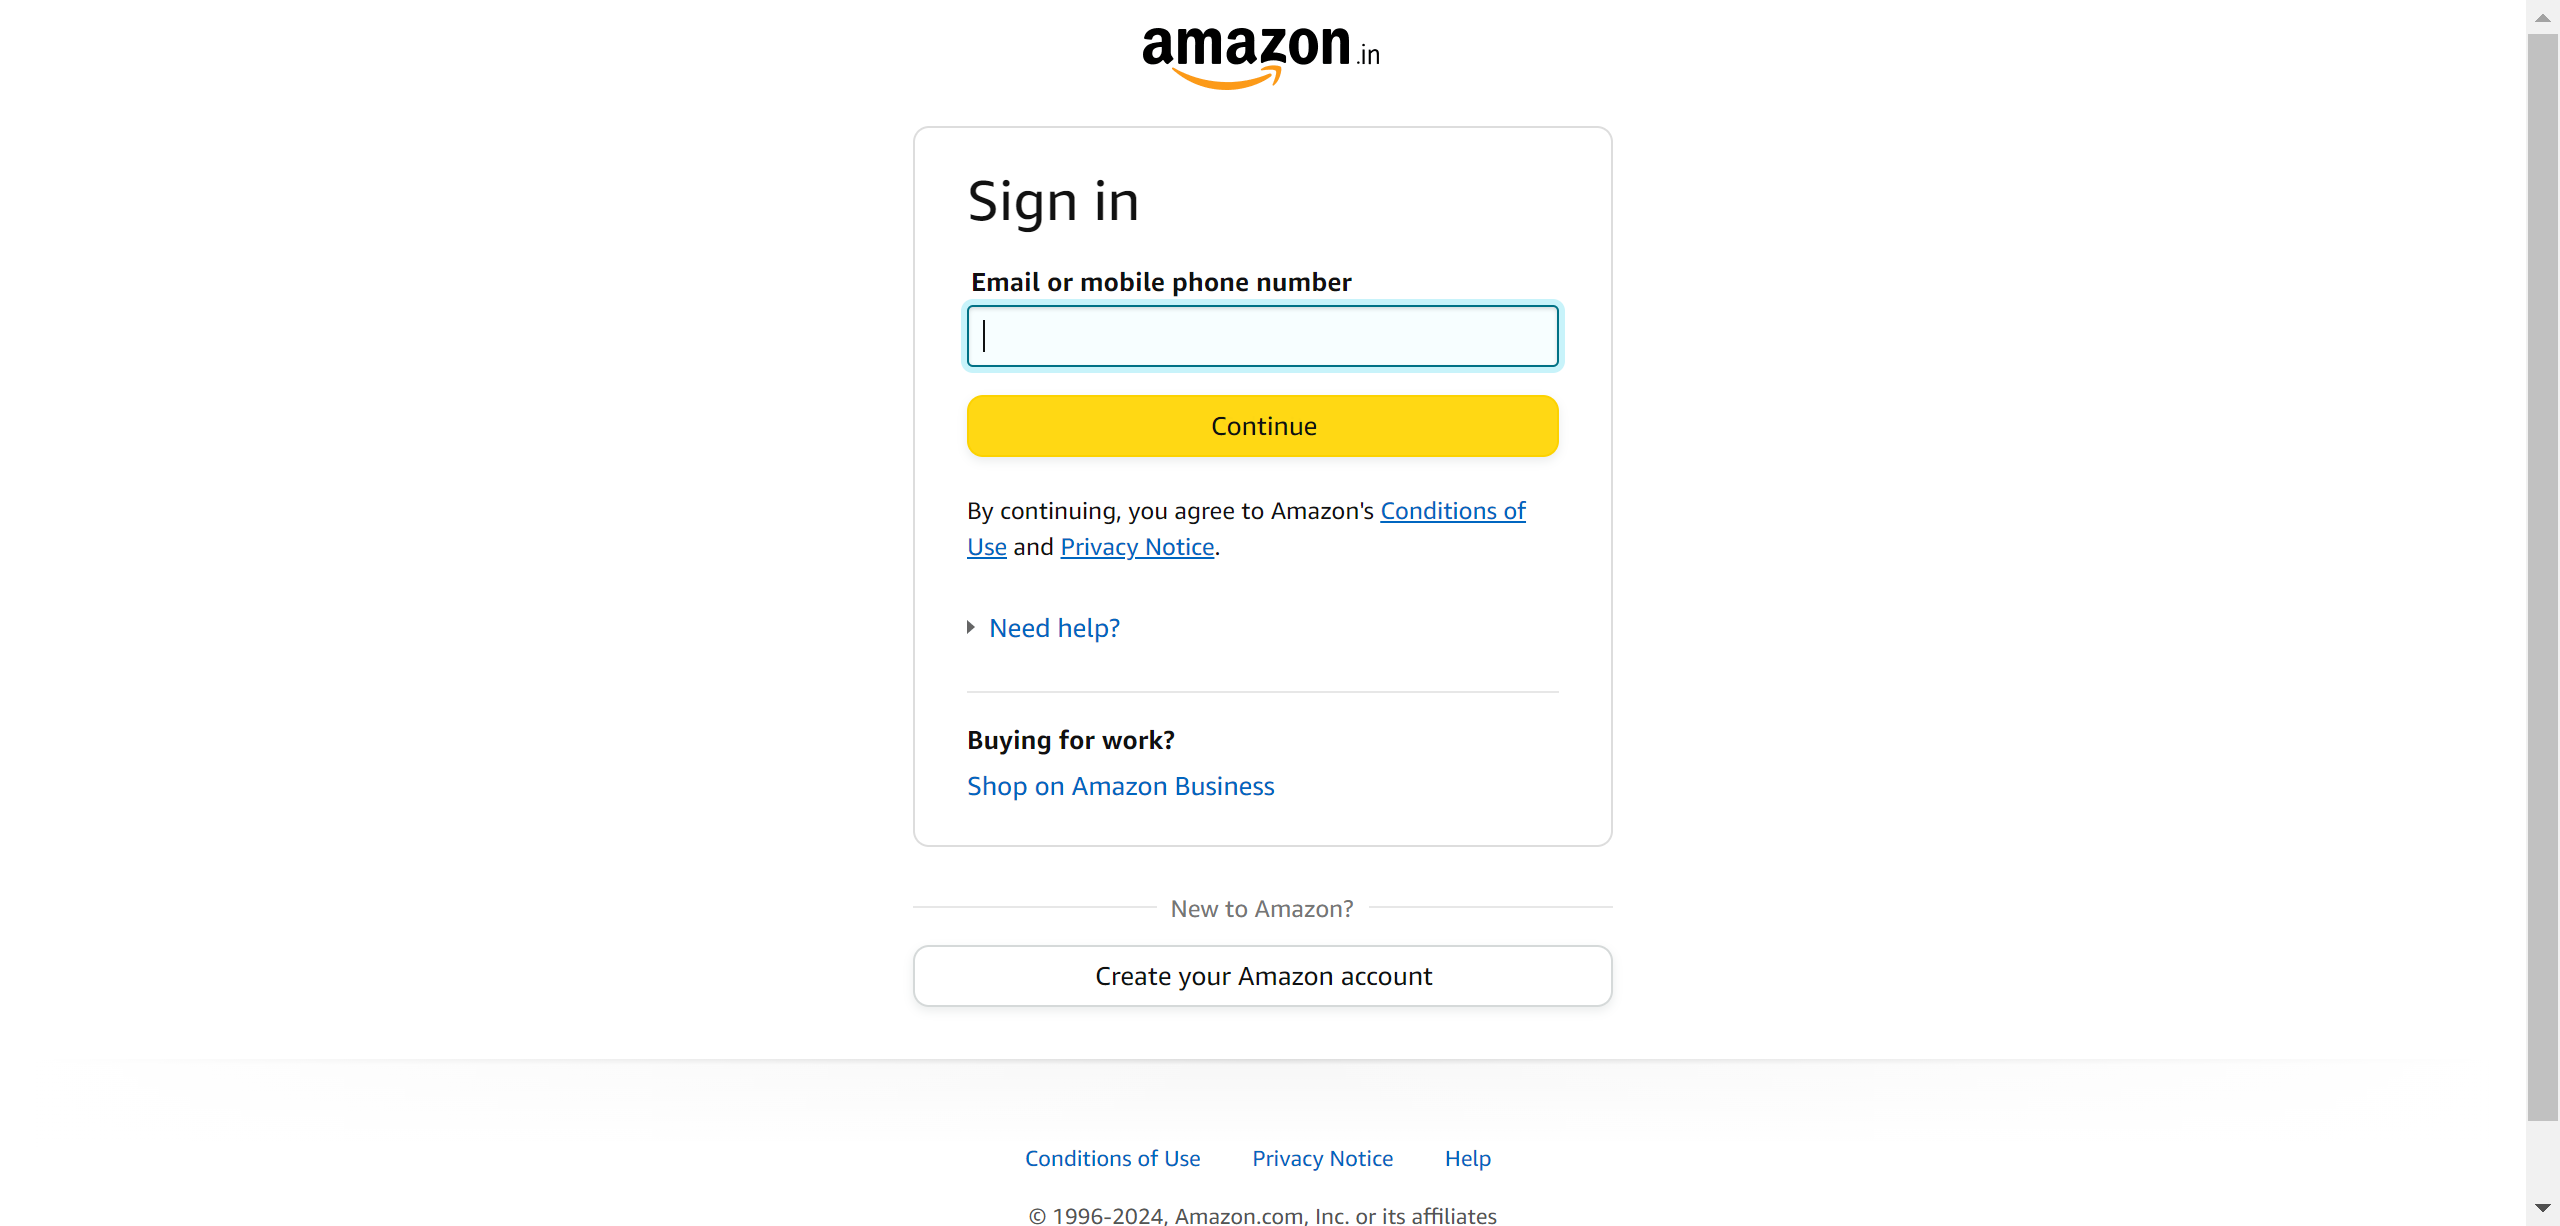 amazon.in
Sign in
Email or mobile phone number
Continue
By continuing, you agree to Amazon's Conditions of
Use and Privacy Notice.
Need help?
Buying for work?
Shop on Amazon Business
New to Amazon?
Create your Amazon account
Conditions of Use Privacy Notice Help
© 1996-2024, Amazon.com, Inc. or its affiliates